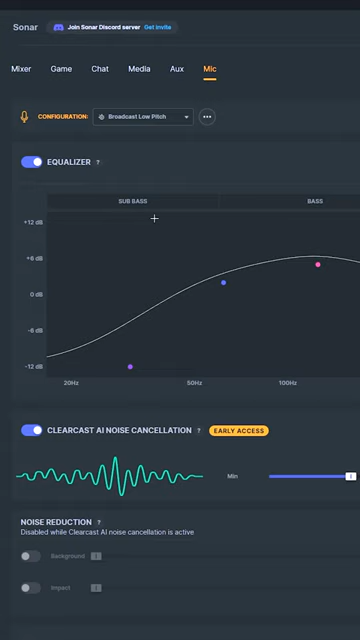 Sonar
Join Sonar Discord server Get invite
Mixer Game Chat Media Aux Mic
CONFIGURATION: Broadcast Low Pitch
EQUALIZER ?
SUB BASS BASS
+12 dB
+6 dB
0 dB
-6 dB
-12 dB
20Hz 50Hz 100Hz
CLEARCAST AI NOISE CANCELLATION ? EARLY ACCESS
Min
NOISE REDUCTION ?
Disabled while Clearcast AI noise cancellation is active
Background
Impact